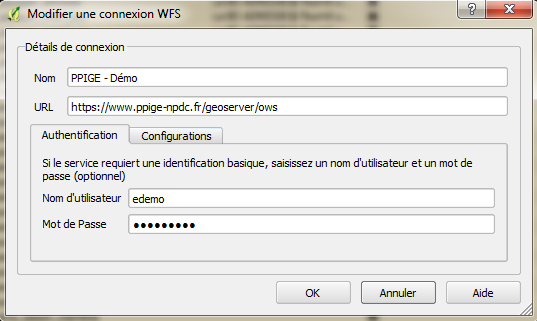 Modifier une connexion WFS
Détails de connexion
Nom PPIGE - Démo
URL https://www.ppige-npdc.fr/geoserver/ows
Authentification Configurations
Si le service requiert une identification basique, saisissez un nom d'utilisateur et un mot de
passe (optionnel)
Nom d'utilisateur edemo
Mot de Passe ●●●●●●●●●
OK Annuler Aide